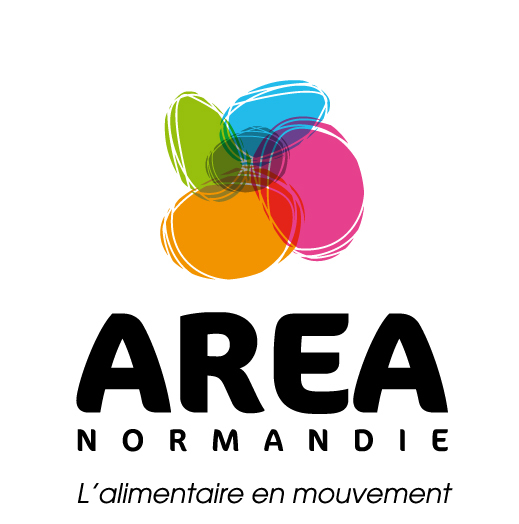 AREA
NORMANDIE
L'alimentaire en mouvement